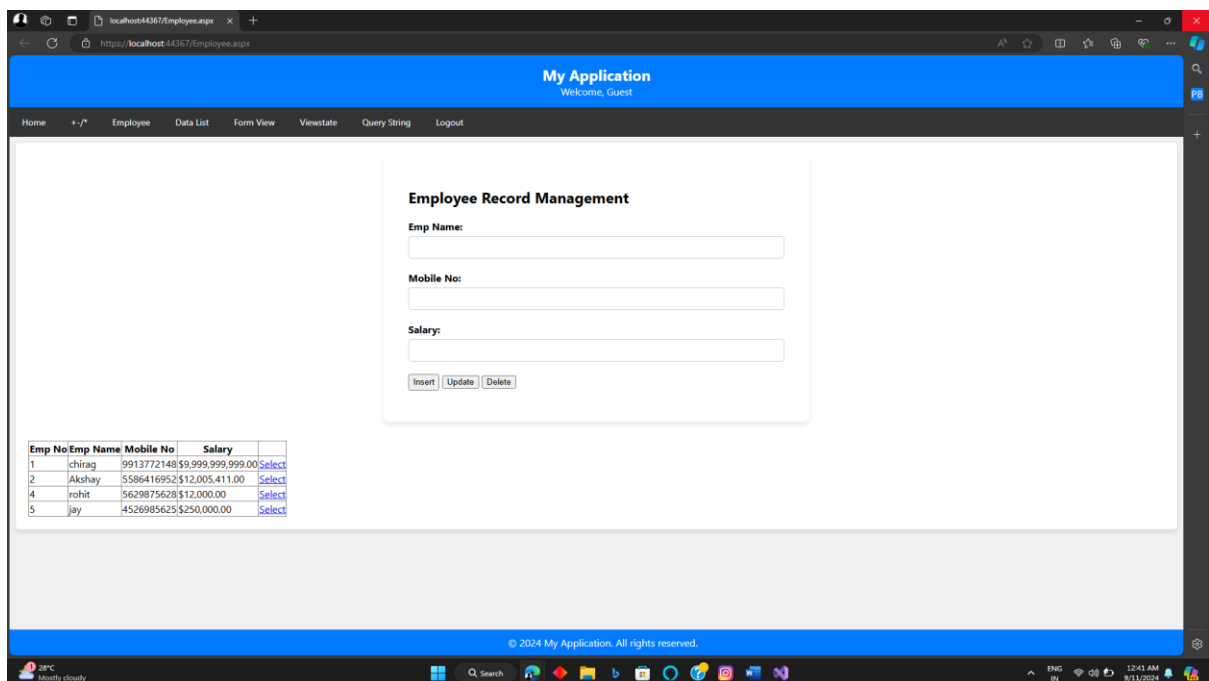 localhost:44367/Employee.aspx
https://localhost:44367/Employee.aspx
My Application
Welcome, Guest
PB
Home +-/* Employee Data List Form View Viewstate Query String Logout
Employee Record Management
Emp Name:
Mobile No:
Salary:
Insert Update Delete
Emp No Emp Name Mobile No Salary
1 chirag 9913772148 $9,999,999,999.00 Select
2 Akshay 5586416952 $12,005,411.00 Select
4 rohit 5629875628 $12,000.00 Select
5 jay 4526985625 $250,000.00 Select
© 2024 My Application. All rights reserved.
1 28°C
Mostly cloudy
Search
ENG
IN
12:41 AM
9/11/2024